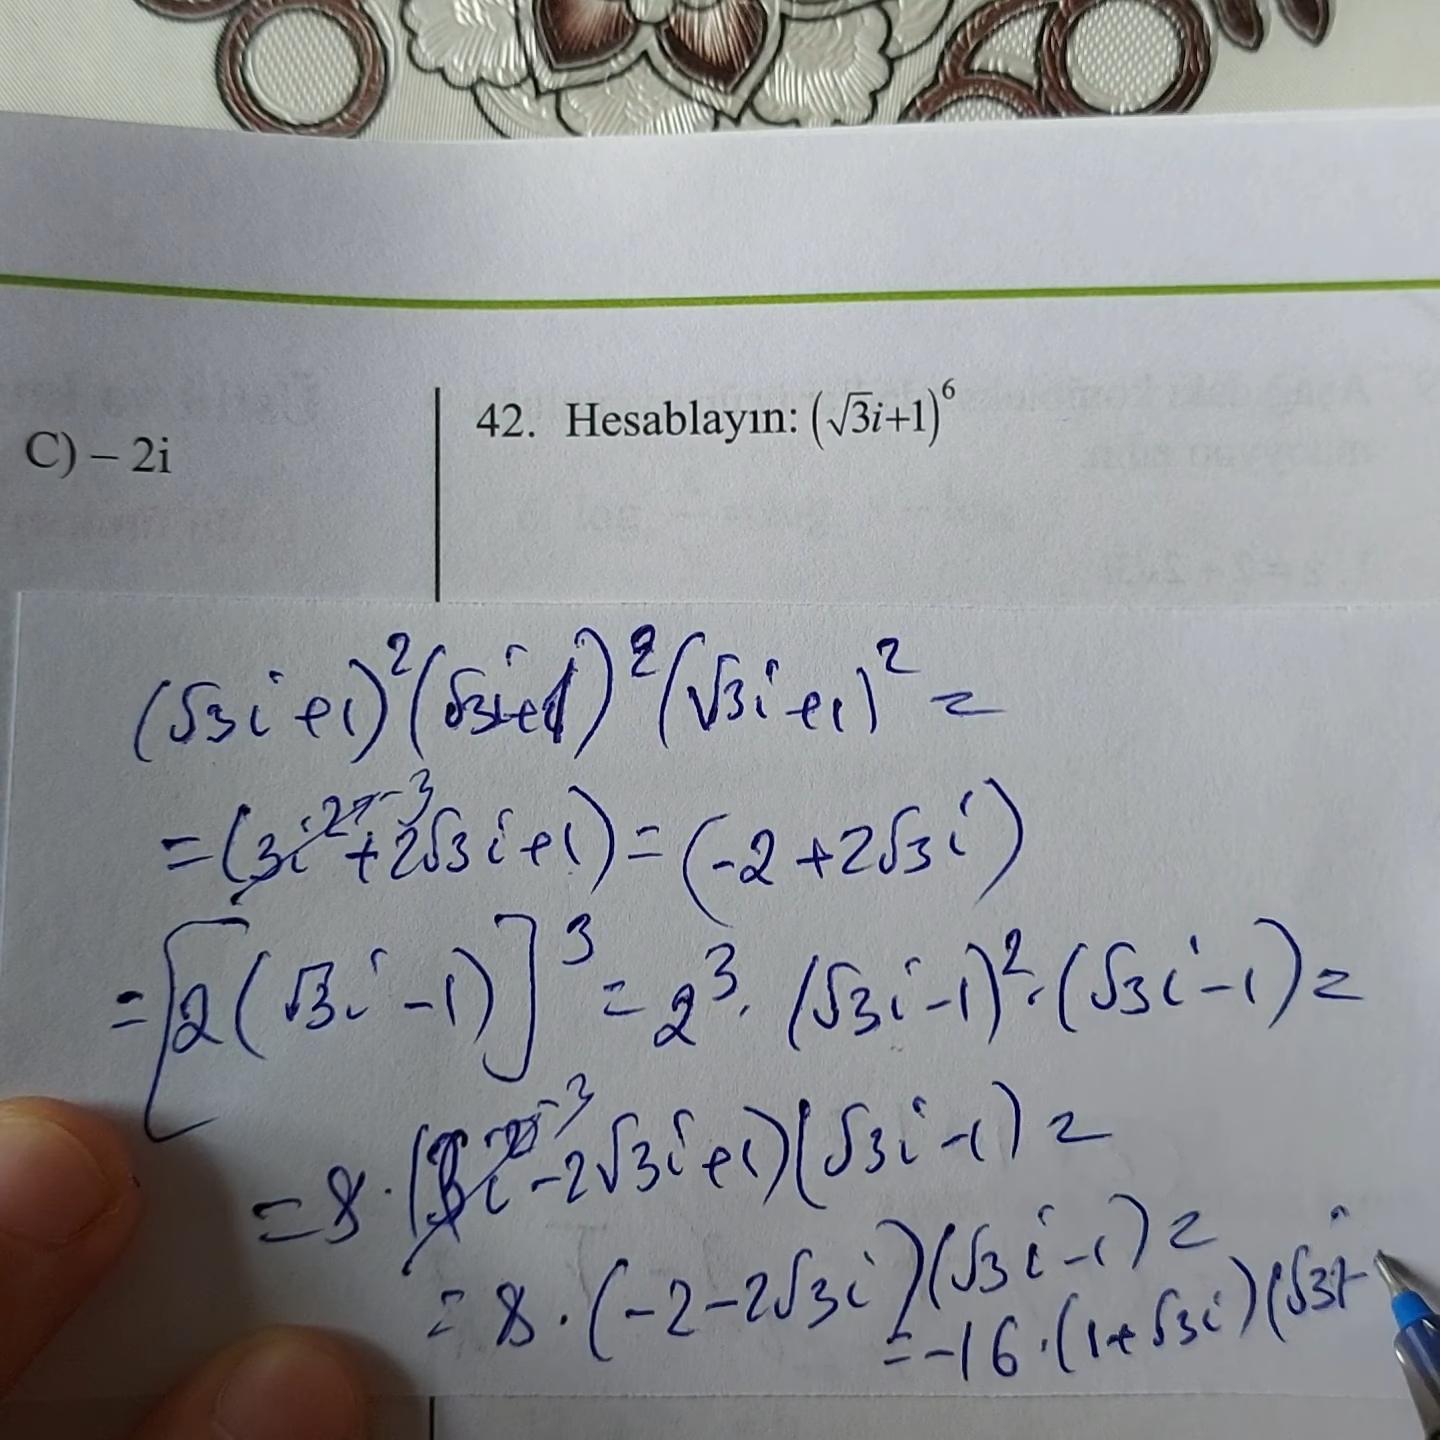 C) – 2i
42. Hesablayın: (√3i+1)⁶
(√3i+1)²(√3i+1)²(√3i+1)² =
= (3i²⁼⁻³+2√3i+1) = (-2+2√3i)
= [2(√3i-1)]³ = 2³·(√3i-1)²·(√3i-1) =
= 8·(3i²⁼⁻³-2√3i+1)(√3i-1) =
= 8·(-2-2√3i)(√3i-1) =
= -16·(1+√3i)(√3i-